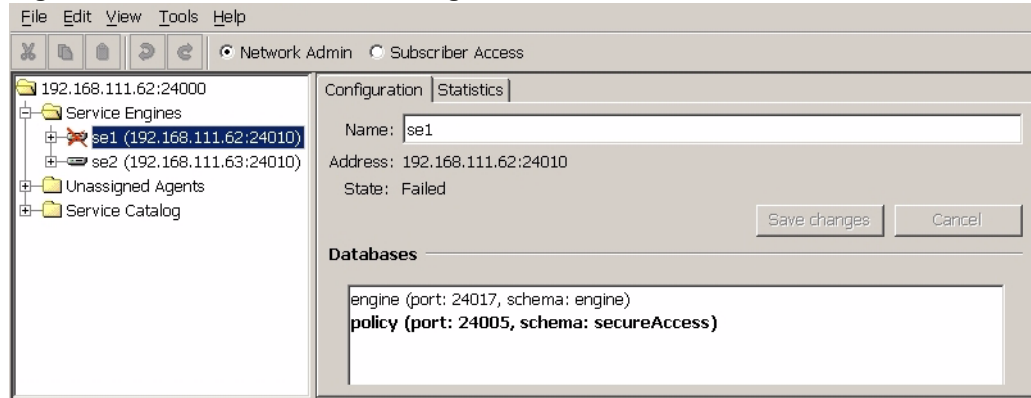 File Edit View Tools Help
Network Admin Subscriber Access
192.168.111.62:24000
Service Engines
se1 (192.168.111.62:24010)
se2 (192.168.111.63:24010)
Unassigned Agents
Service Catalog
Configuration Statistics
Name: se1
Address: 192.168.111.62:24010
State: Failed
Save changes Cancel
Databases
engine (port: 24017, schema: engine)
policy (port: 24005, schema: secureAccess)